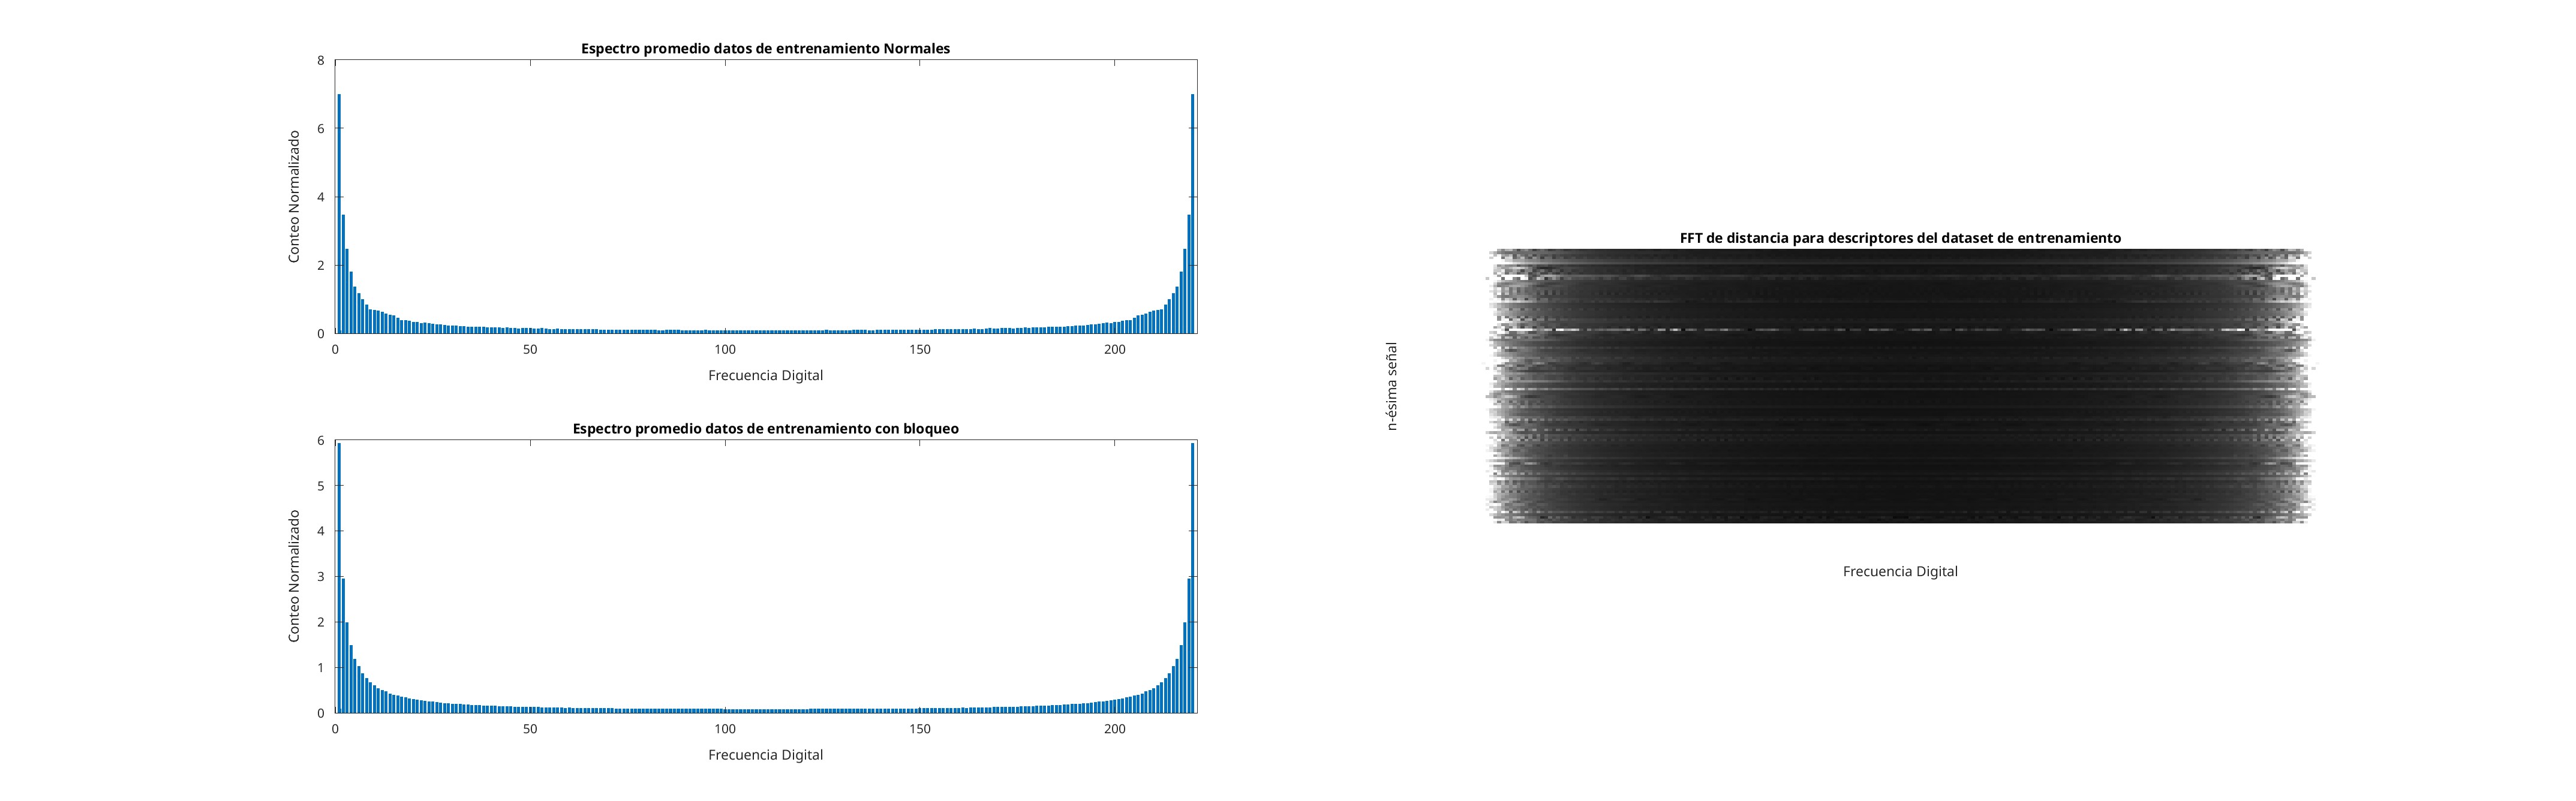 Espectro promedio datos de entrenamiento Normales
8
6
4
2
0
Conteo Normalizado
0 50 100 150 200
Frecuencia Digital
Espectro promedio datos de entrenamiento con bloqueo
6
5
4
3
2
1
0
Conteo Normalizado
0 50 100 150 200
Frecuencia Digital
FFT de distancia para descriptores del dataset de entrenamiento
n-ésima señal
Frecuencia Digital